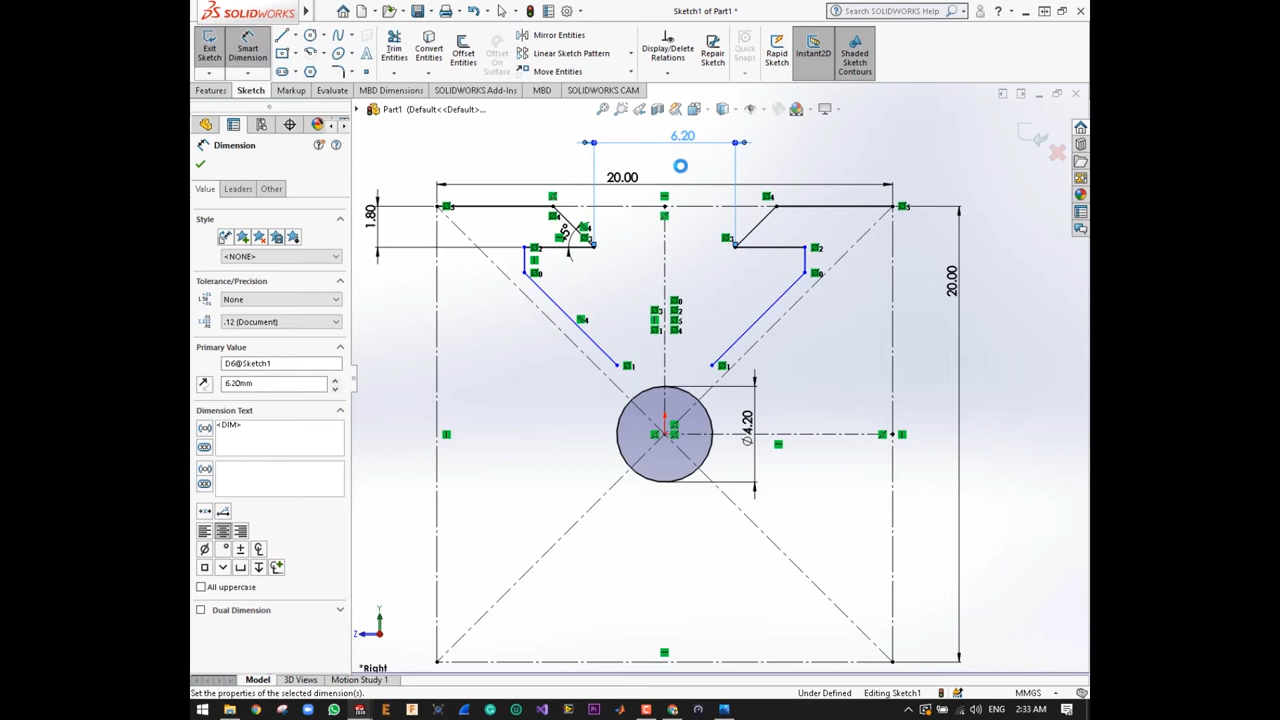 SOLIDWORKS
Sketch1 of Part1 *
Search SOLIDWORKS Help
Exit Sketch
Smart Dimension
Trim Entities
Convert Entities
Offset Entities
Offset On Surface
Mirror Entities
Linear Sketch Pattern
Move Entities
Display/Delete Relations
Repair Sketch
Quick Snaps
Rapid Sketch
Instant2D
Shaded Sketch Contours
Features
Sketch
Markup
Evaluate
MBD Dimensions
SOLIDWORKS Add-Ins
MBD
SOLIDWORKS CAM
Part1 (Default<<Default>...
Dimension
Value
Leaders
Other
Style
<NONE>
Tolerance/Precision
None
.12 (Document)
Primary Value
D6@Sketch1
6.20mm
Dimension Text
<DIM>
All uppercase
Dual Dimension
6.20
20.00
1.80
20.00
Ø4.20
Y
Z
*Right
Model
3D Views
Motion Study 1
Set the properties of the selected dimension(s).
Under Defined
Editing Sketch1
MMGS
ENG
2:33 AM